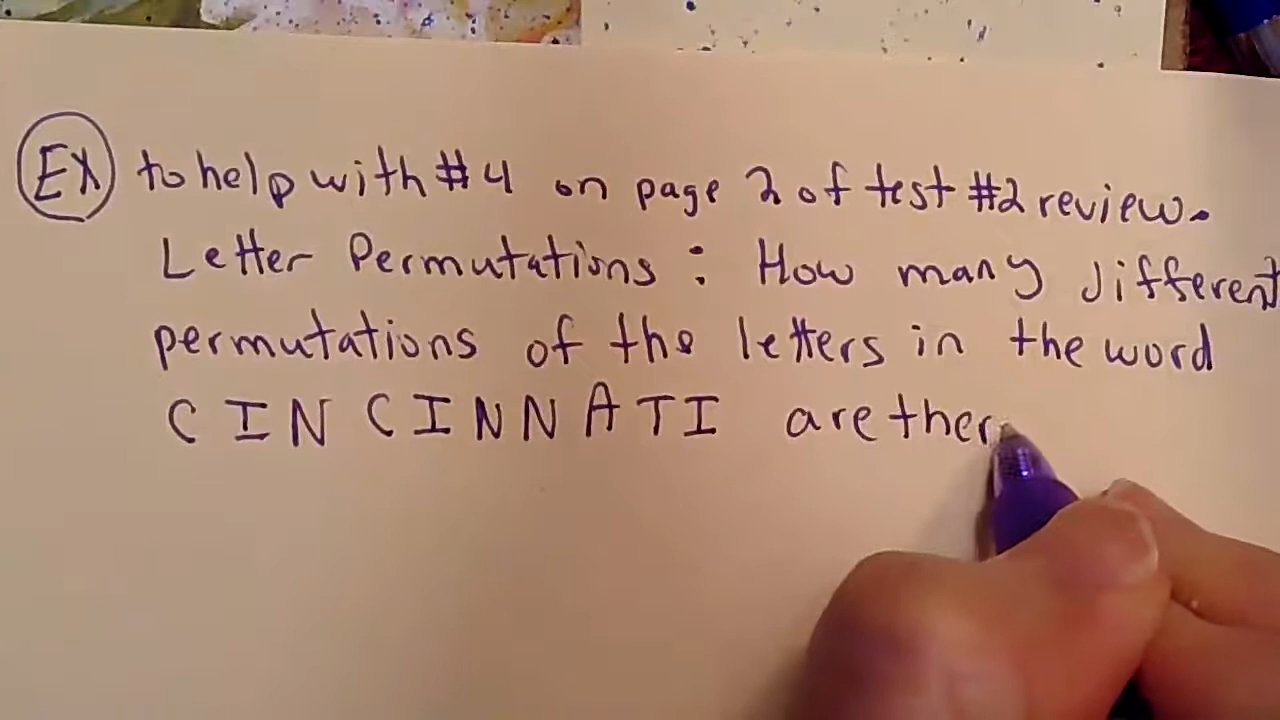 EX to help with #4 on page 2 of test #2 review.
Letter Permutations : How many different
permutations of the letters in the word
CINCINNATI are ther